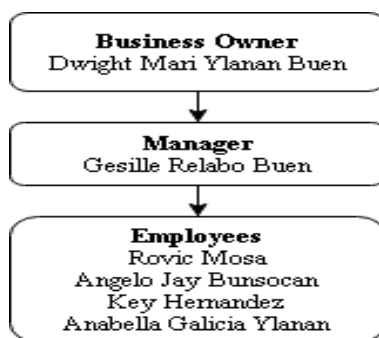 Business Owner
Dwight Mari Ylanan Buen
Manager
Gesille Relabo Buen
Employees
Rovic Mosa
Angelo Jay Bunsocan
Key Hernandez
Anabella Galicia Ylanan